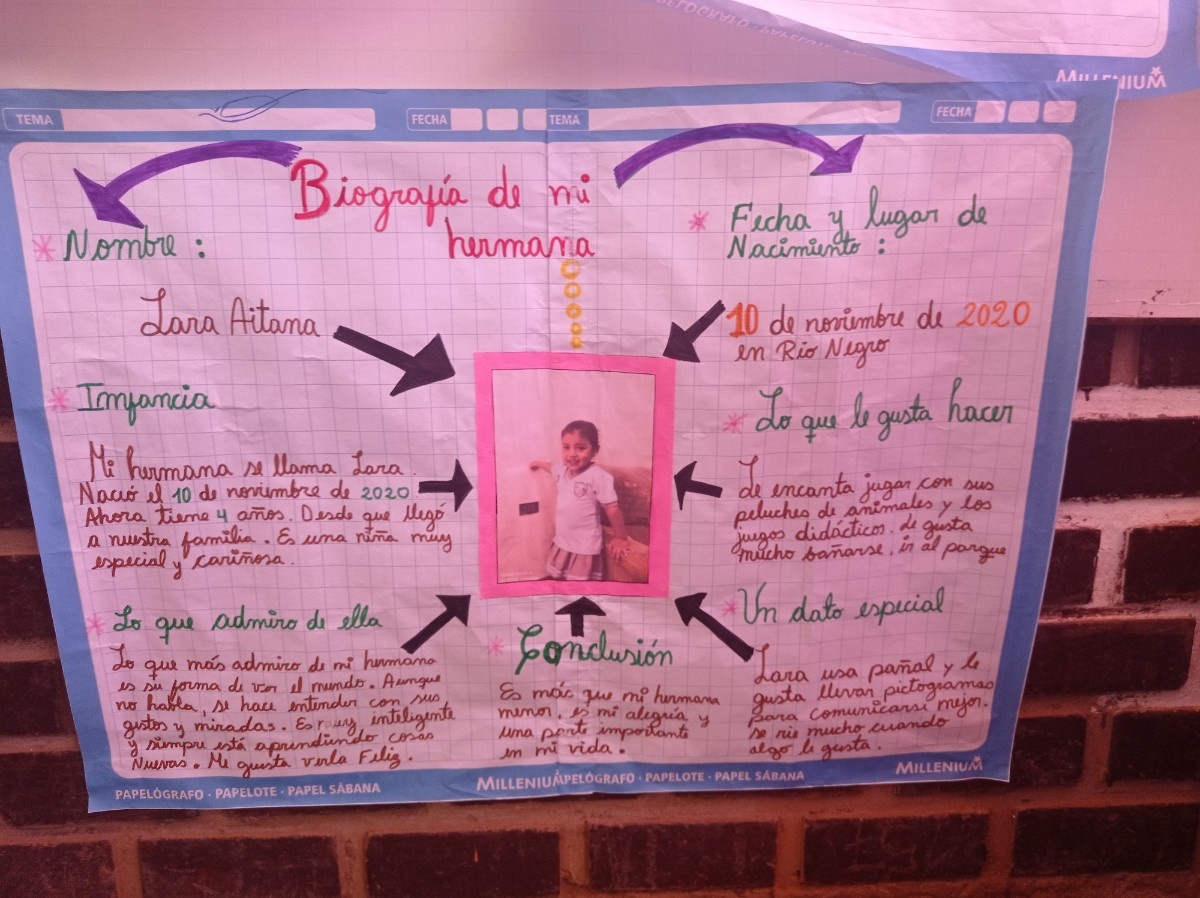 PELÓGRAFO · PAPELOTE
MILLENIUM
TEMA
FECHA
TEMA
FECHA
Biografía de mi
hermana
* Nombre :
Lara Aitana
* Infancia
Mi hermana se llama Lara.
Nació el 10 de noviembre de 2020
Ahora tiene 4 años. Desde que llegó
a nuestra familia. Es una niña muy
especial y cariñosa.
* Lo que admiro de ella
Lo que más admiro de mi hermana
es su forma de ver el mundo. Aunque
no habla, se hace entender con sus
gestos y miradas. Es muy inteligente
y siempre está aprendiendo cosas
Nuevas. Me gusta verla Feliz.
* Conclusión
Es más que mi hermana
menor, es mi alegría y
una parte importante
en mi vida.
* Fecha y lugar de
Nacimiento :
10 de noviembre de 2020
en Rio Negro
* Lo que le gusta hacer
Le encanta jugar con sus
peluches de animales y los
juegos didácticos. le gusta
mucho bañarse, ir al parque
* Un dato especial
Lara usa pañal y le
gusta llevar pictogramas
para comunicarse mejor.
se rie mucho cuando
algo le gusta.
PAPELÓGRAFO · PAPELOTE · PAPEL SÁBANA
MILLENIUM
APELÓGRAFO · PAPELOTE · PAPEL SÁBANA
MILLENIUM